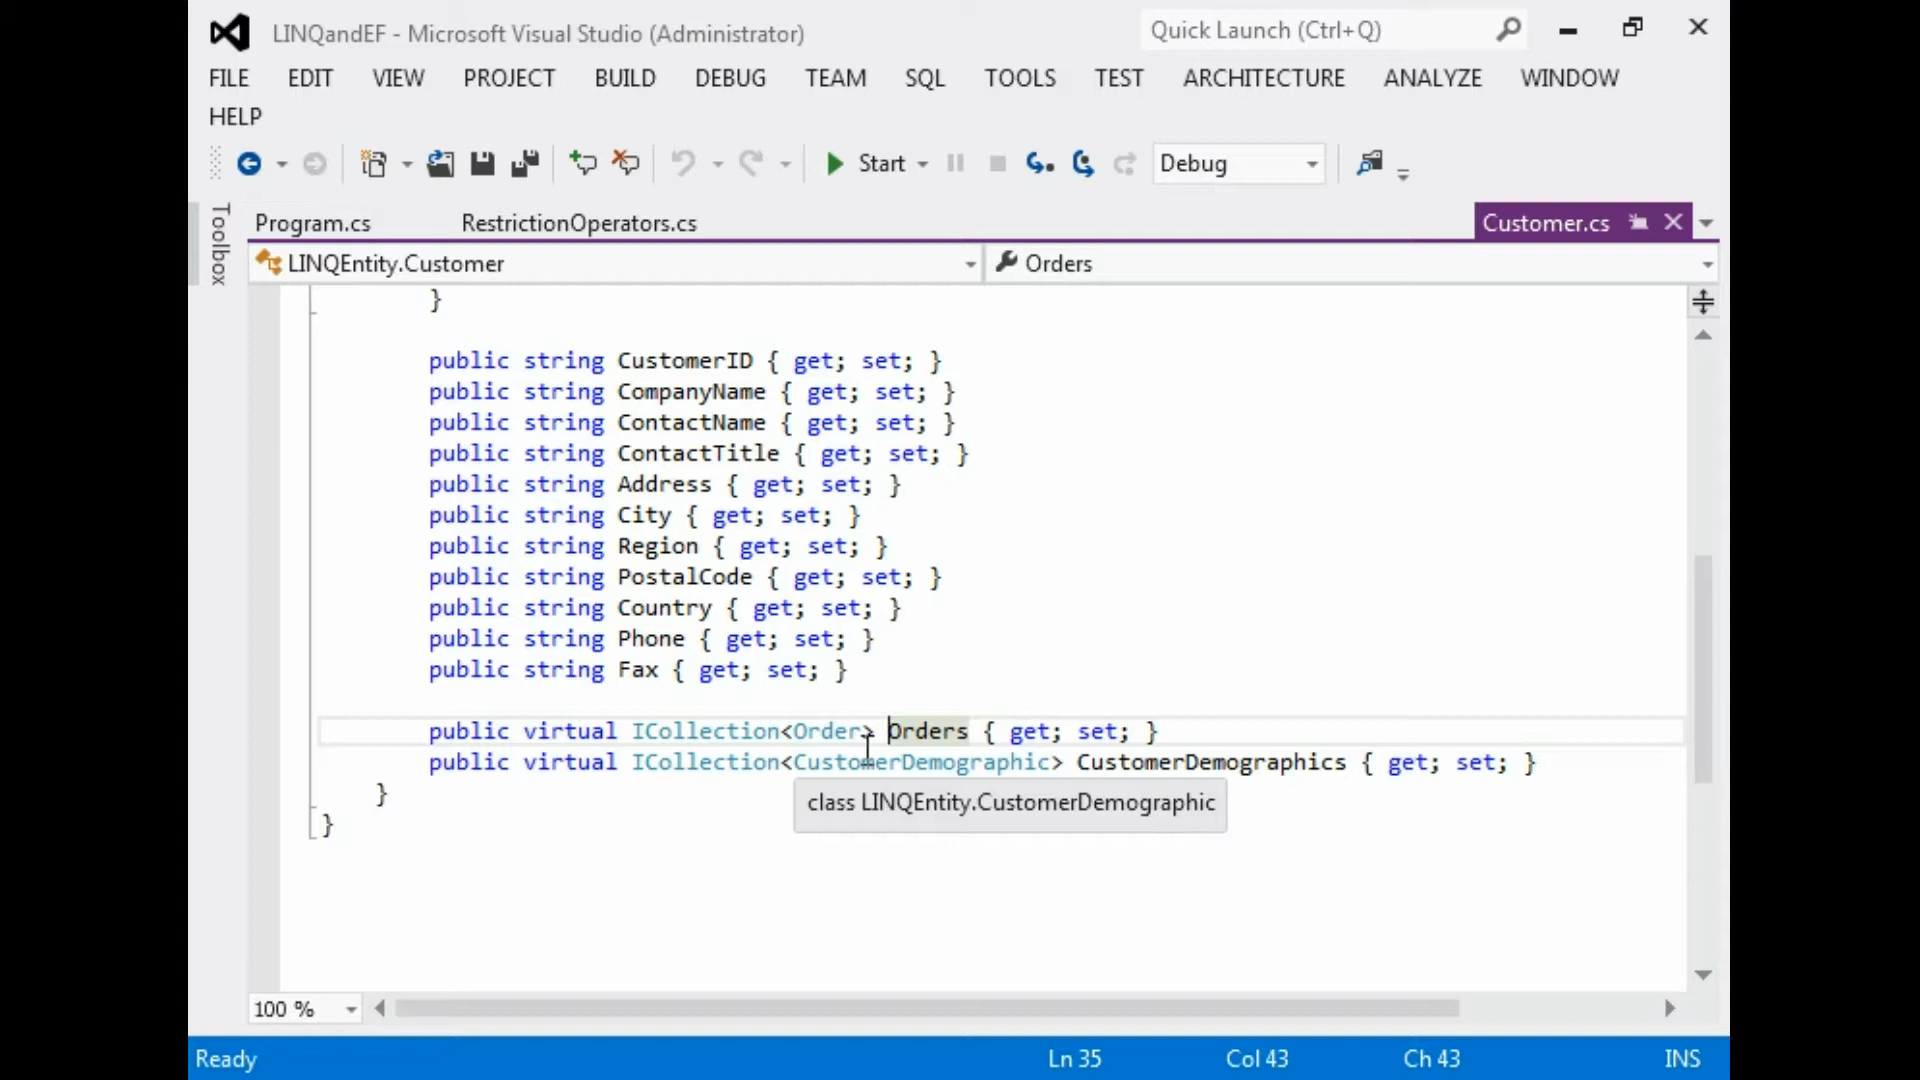 LINQandEF - Microsoft Visual Studio (Administrator)
Quick Launch (Ctrl+Q)
FILE EDIT VIEW PROJECT BUILD DEBUG TEAM SQL TOOLS TEST ARCHITECTURE ANALYZE WINDOW
HELP
Start
Debug
Toolbox
Program.cs RestrictionOperators.cs Customer.cs
LINQEntity.Customer Orders
}
public string CustomerID { get; set; }
public string CompanyName { get; set; }
public string ContactName { get; set; }
public string ContactTitle { get; set; }
public string Address { get; set; }
public string City { get; set; }
public string Region { get; set; }
public string PostalCode { get; set; }
public string Country { get; set; }
public string Phone { get; set; }
public string Fax { get; set; }
public virtual ICollection<Order> Orders { get; set; }
public virtual ICollection<CustomerDemographic> CustomerDemographics { get; set; }
}
class LINQEntity.CustomerDemographic
}
100 %
Ready Ln 35 Col 43 Ch 43 INS